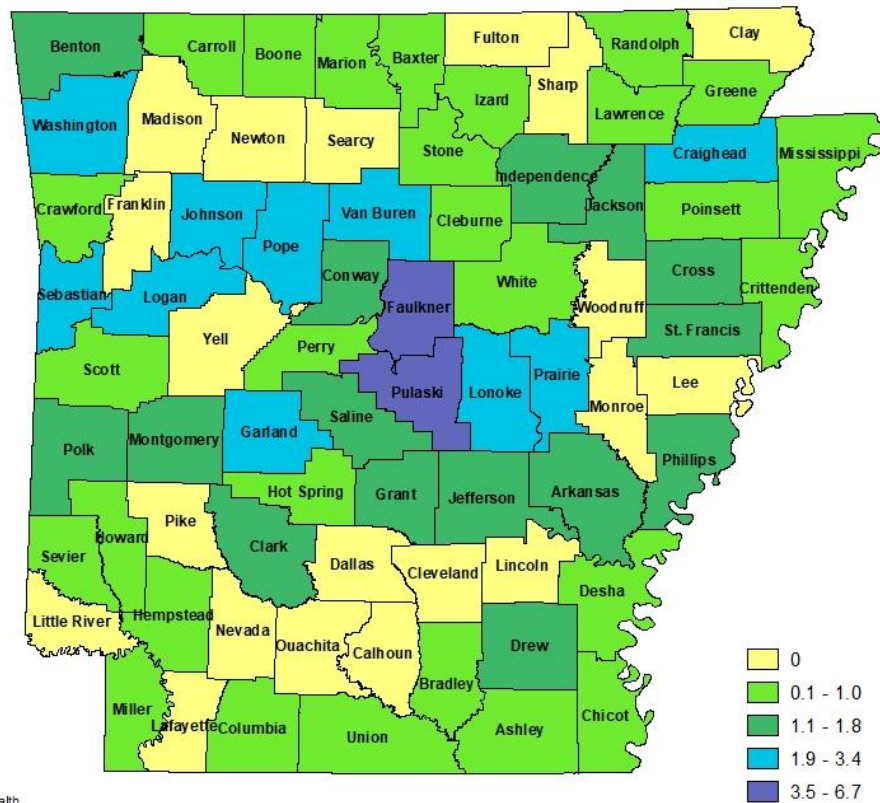 Benton
Carroll
Boone
Marion
Baxter
Fulton
Randolph
Clay
Izard
Sharp
Lawrence
Greene
Washington
Madison
Newton
Searcy
Stone
Independence
Craighead
Mississippi
Crawford
Franklin
Johnson
Pope
Van Buren
Cleburne
Jackson
Poinsett
Sebastian
Logan
Conway
Faulkner
White
Woodruff
Cross
Crittenden
St. Francis
Yell
Perry
Scott
Pulaski
Lonoke
Prairie
Lee
Monroe
Polk
Montgomery
Garland
Saline
Phillips
Hot Spring
Grant
Jefferson
Arkansas
Pike
Howard
Sevier
Clark
Dallas
Cleveland
Lincoln
Desha
Little River
Hempstead
Nevada
Ouachita
Calhoun
Drew
Bradley
Miller
Lafayette
Columbia
Union
Ashley
Chicot
0
0.1 - 1.0
1.1 - 1.8
1.9 - 3.4
3.5 - 6.7